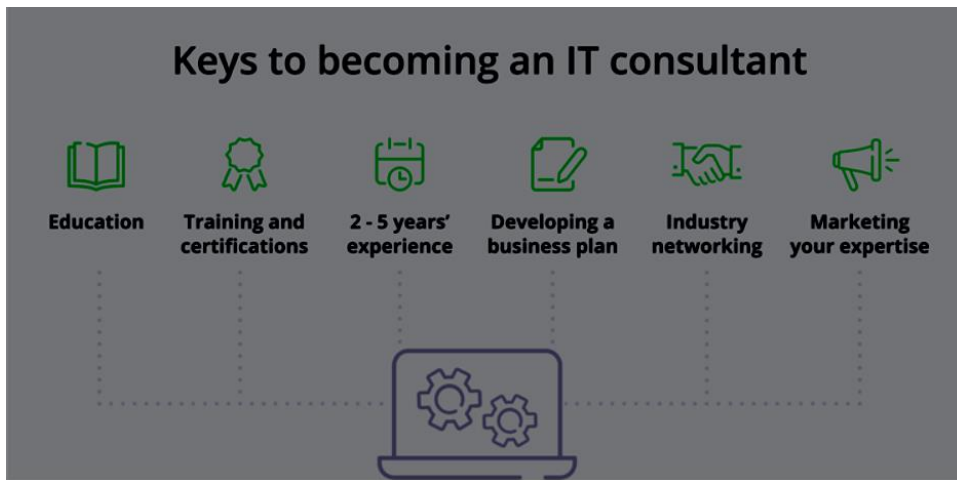 Keys to becoming an IT consultant
Education
Training and
certifications
2 - 5 years'
experience
Developing a
business plan
Industry
networking
Marketing
your expertise